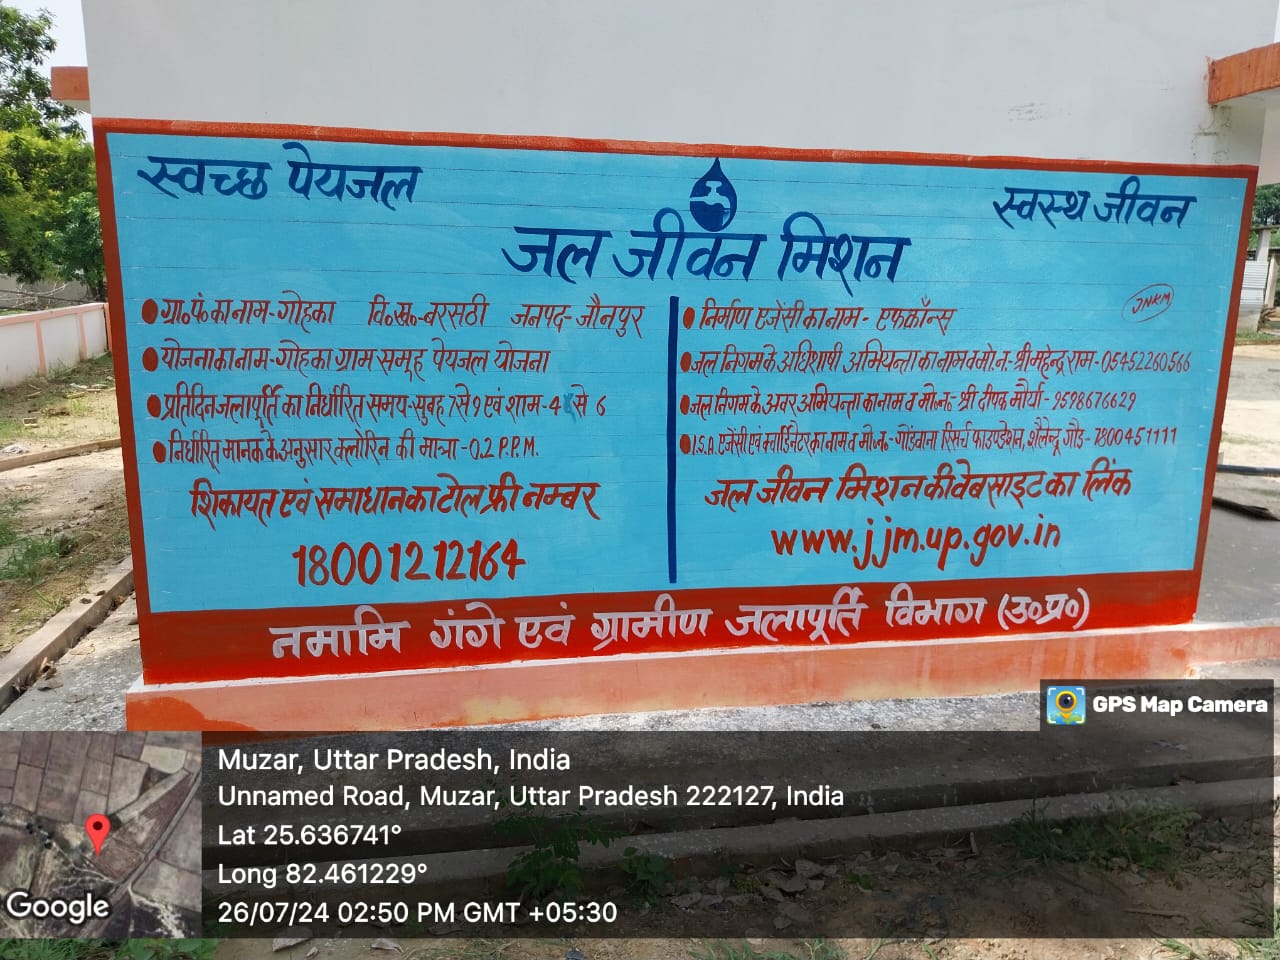 स्वच्छ पेयजल
स्वस्थ जीवन
जल जीवन मिशन
●ग्रा०पं०का नाम-गोहका वि०ख०-बरसठी जनपद-जौनपुर
●योजना का नाम-गोहका ग्राम समूह पेयजल योजना
●प्रतिदिन जलापूर्ति का निर्धारित समय-सुबह 7 से 9 एवं शाम-4 से 6
●निर्धारित मानक के अनुसार क्लोरिन की मात्रा-0.2 P.P.M.
शिकायत एवं समाधान का टोल फ्री नम्बर
18001212164
JNKM
●निर्माण एजेंसी का नाम- एफकॉन्स
●जल निगम के अधिशाषी अभियन्ता का नाम व मो.न:-श्री महेन्द्र राम-05452260566
●जल निगम के अवर अभियन्ता का नाम व मो०न०- श्री दीपक मौर्या-9598676629
●I.S.A एजेंसी एवं क्वार्डिनेटर का नाम व मो०न०- गोंडवाना रिसर्च फाउण्डेशन, शैलेन्द्र गौड-7800451111
जल जीवन मिशन की वेबसाइट का लिंक
www.jjm.up.gov.in
नमामि गंगे एवं ग्रामीण जलापूर्ति विभाग (उ०प्र०)
GPS Map Camera
Muzar, Uttar Pradesh, India
Unnamed Road, Muzar, Uttar Pradesh 222127, India
Lat 25.636741°
Long 82.461229°
26/07/24 02:50 PM GMT +05:30
Google